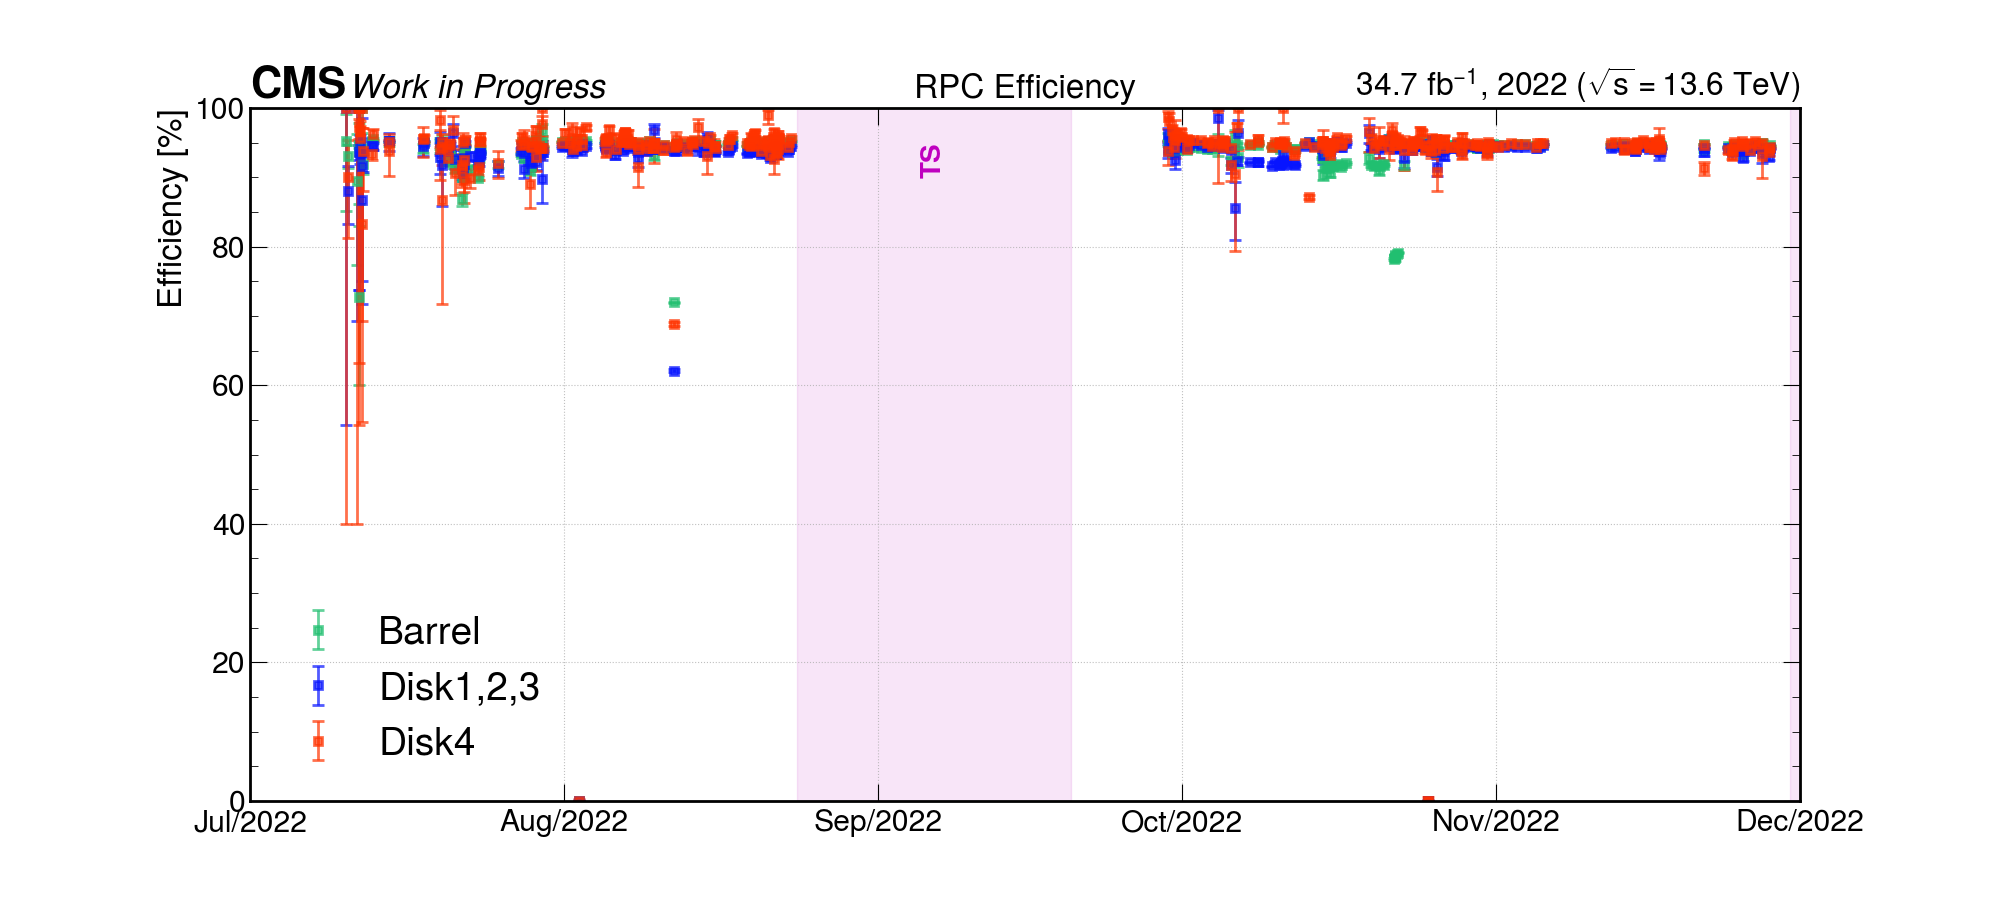 CMS Work in Progress RPC Efficiency 34.7 fb⁻¹, 2022 (√s = 13.6 TeV)
Efficiency [%]
100
80
60
40
20
0
TS
Barrel
Disk1,2,3
Disk4
Jul/2022 Aug/2022 Sep/2022 Oct/2022 Nov/2022 Dec/2022